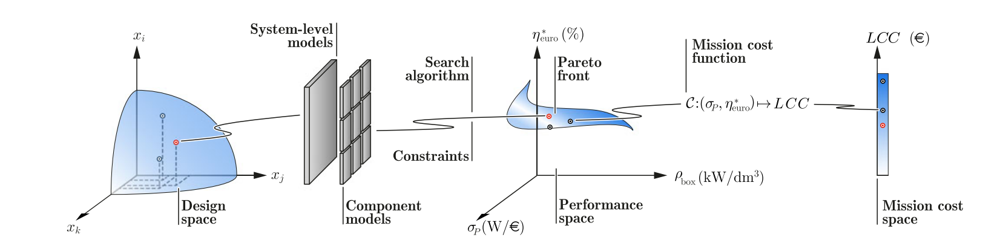 x_i
x_j
x_k
Design
space
System-level
models
Component
models
Search
algorithm
Constraints
η*_euro (%)
Pareto
front
ρ_box (kW/dm³)
σ_P (W/€)
Performance
space
Mission cost
function
C:(σ_P, η*_euro) ↦ LCC
LCC (€)
Mission cost
space